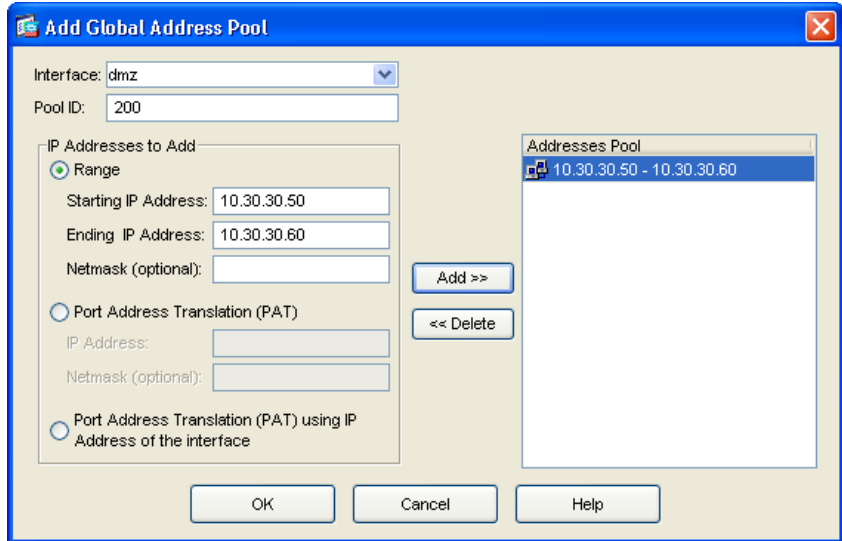 Add Global Address Pool
Interface: dmz
Pool ID: 200
IP Addresses to Add
Range
Starting IP Address: 10.30.30.50
Ending IP Address: 10.30.30.60
Netmask (optional):
Port Address Translation (PAT)
IP Address:
Netmask (optional):
Port Address Translation (PAT) using IP
Address of the interface
Add >>
<< Delete
Addresses Pool
10.30.30.50 - 10.30.30.60
OK
Cancel
Help